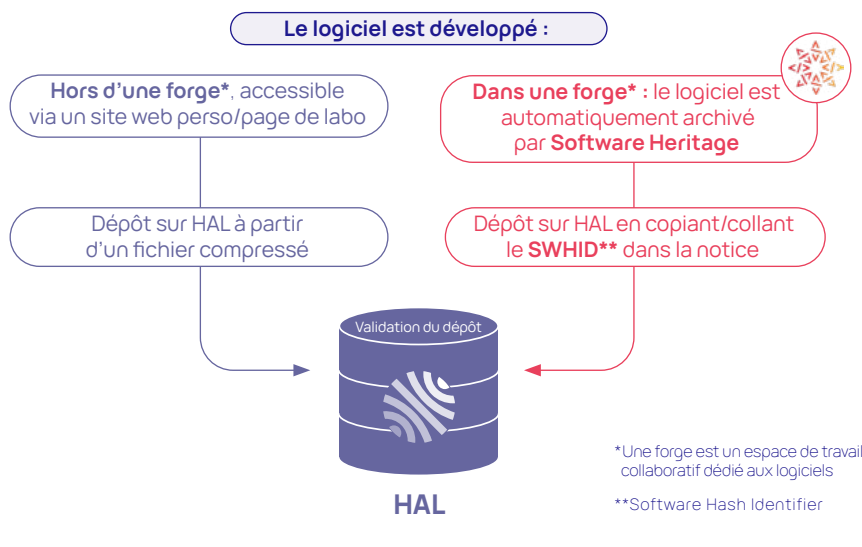 Le logiciel est développé :
Hors d'une forge*, accessible
via un site web perso/page de labo
Dans une forge* : le logiciel est
automatiquement archivé
par Software Heritage
Dépôt sur HAL à partir
d'un fichier compressé
Dépôt sur HAL en copiant/collant
le SWHID** dans la notice
Validation du dépôt
HAL
*Une forge est un espace de travail
collaboratif dédié aux logiciels
**Software Hash Identifier